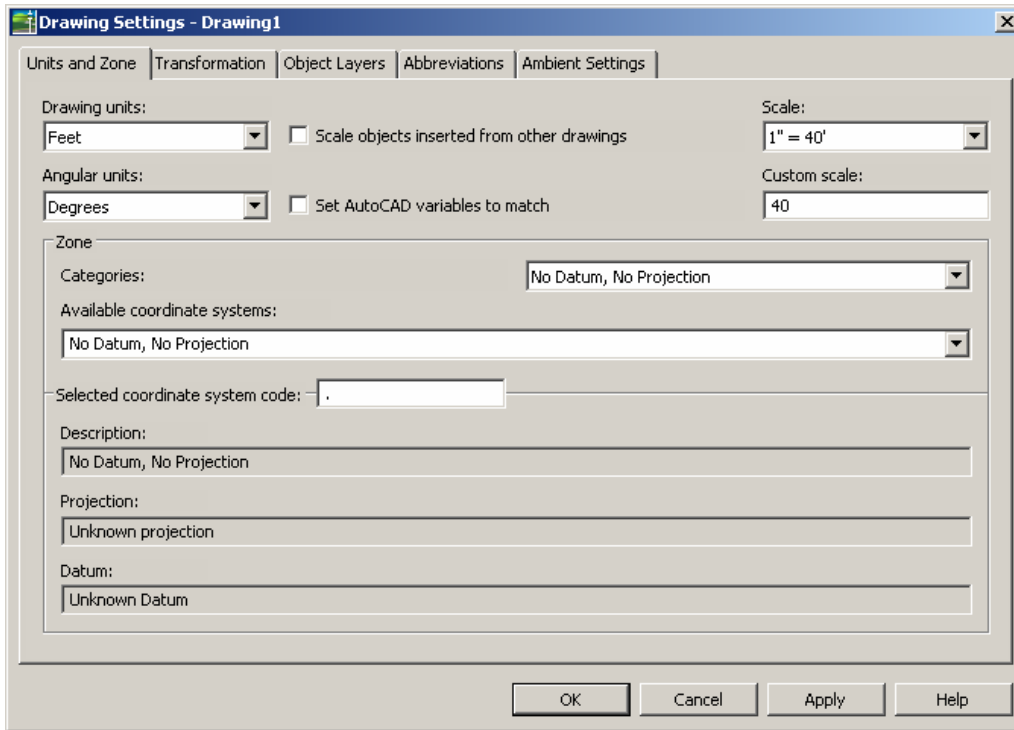 Drawing Settings - Drawing1
Units and Zone Transformation Object Layers Abbreviations Ambient Settings
Drawing units: Scale:
Feet Scale objects inserted from other drawings 1" = 40'
Angular units: Custom scale:
Degrees Set AutoCAD variables to match 40
Zone
Categories: No Datum, No Projection
Available coordinate systems:
No Datum, No Projection
Selected coordinate system code: .
Description:
No Datum, No Projection
Projection:
Unknown projection
Datum:
Unknown Datum
OK Cancel Apply Help